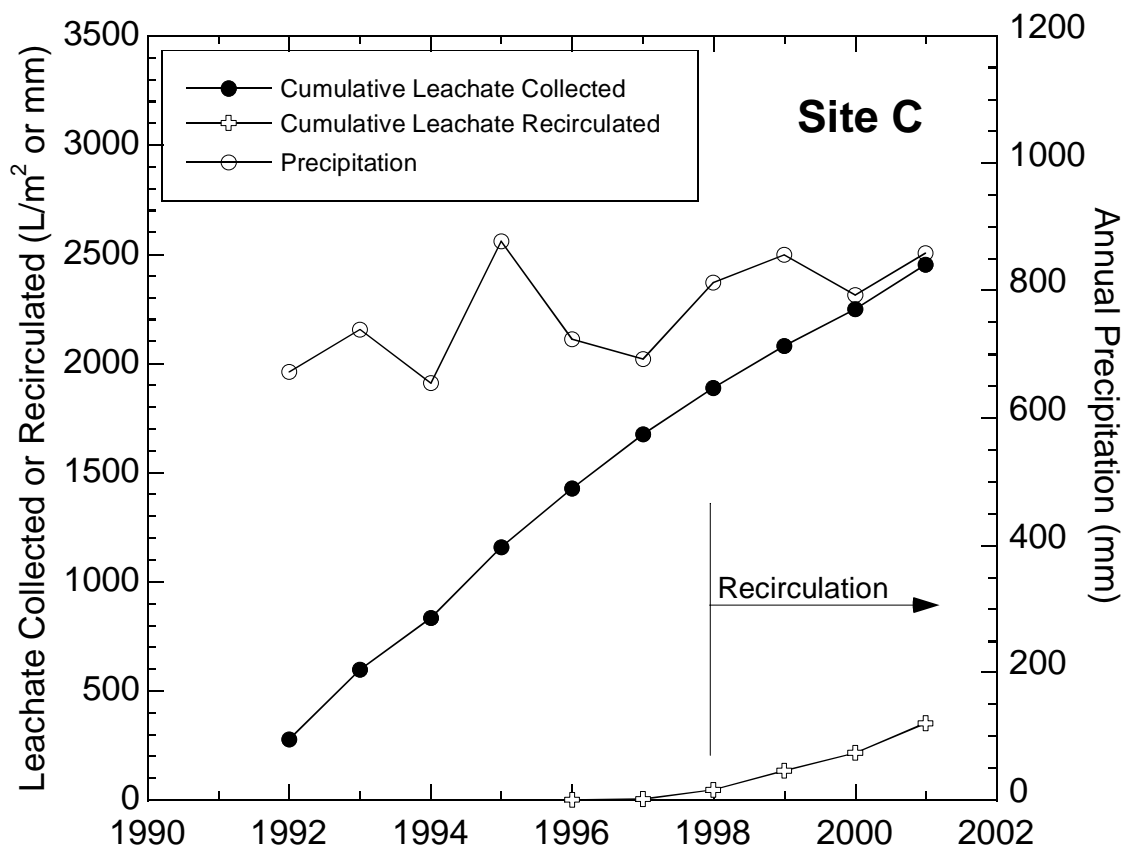 Leachate Collected or Recirculated (L/m² or mm)
3500
3000
2500
2000
1500
1000
500
0
Cumulative Leachate Collected
Cumulative Leachate Recirculated
Precipitation
Site C
Recirculation
1200
1000
800
600
400
200
0
Annual Precipitation (mm)
1990 1992 1994 1996 1998 2000 2002